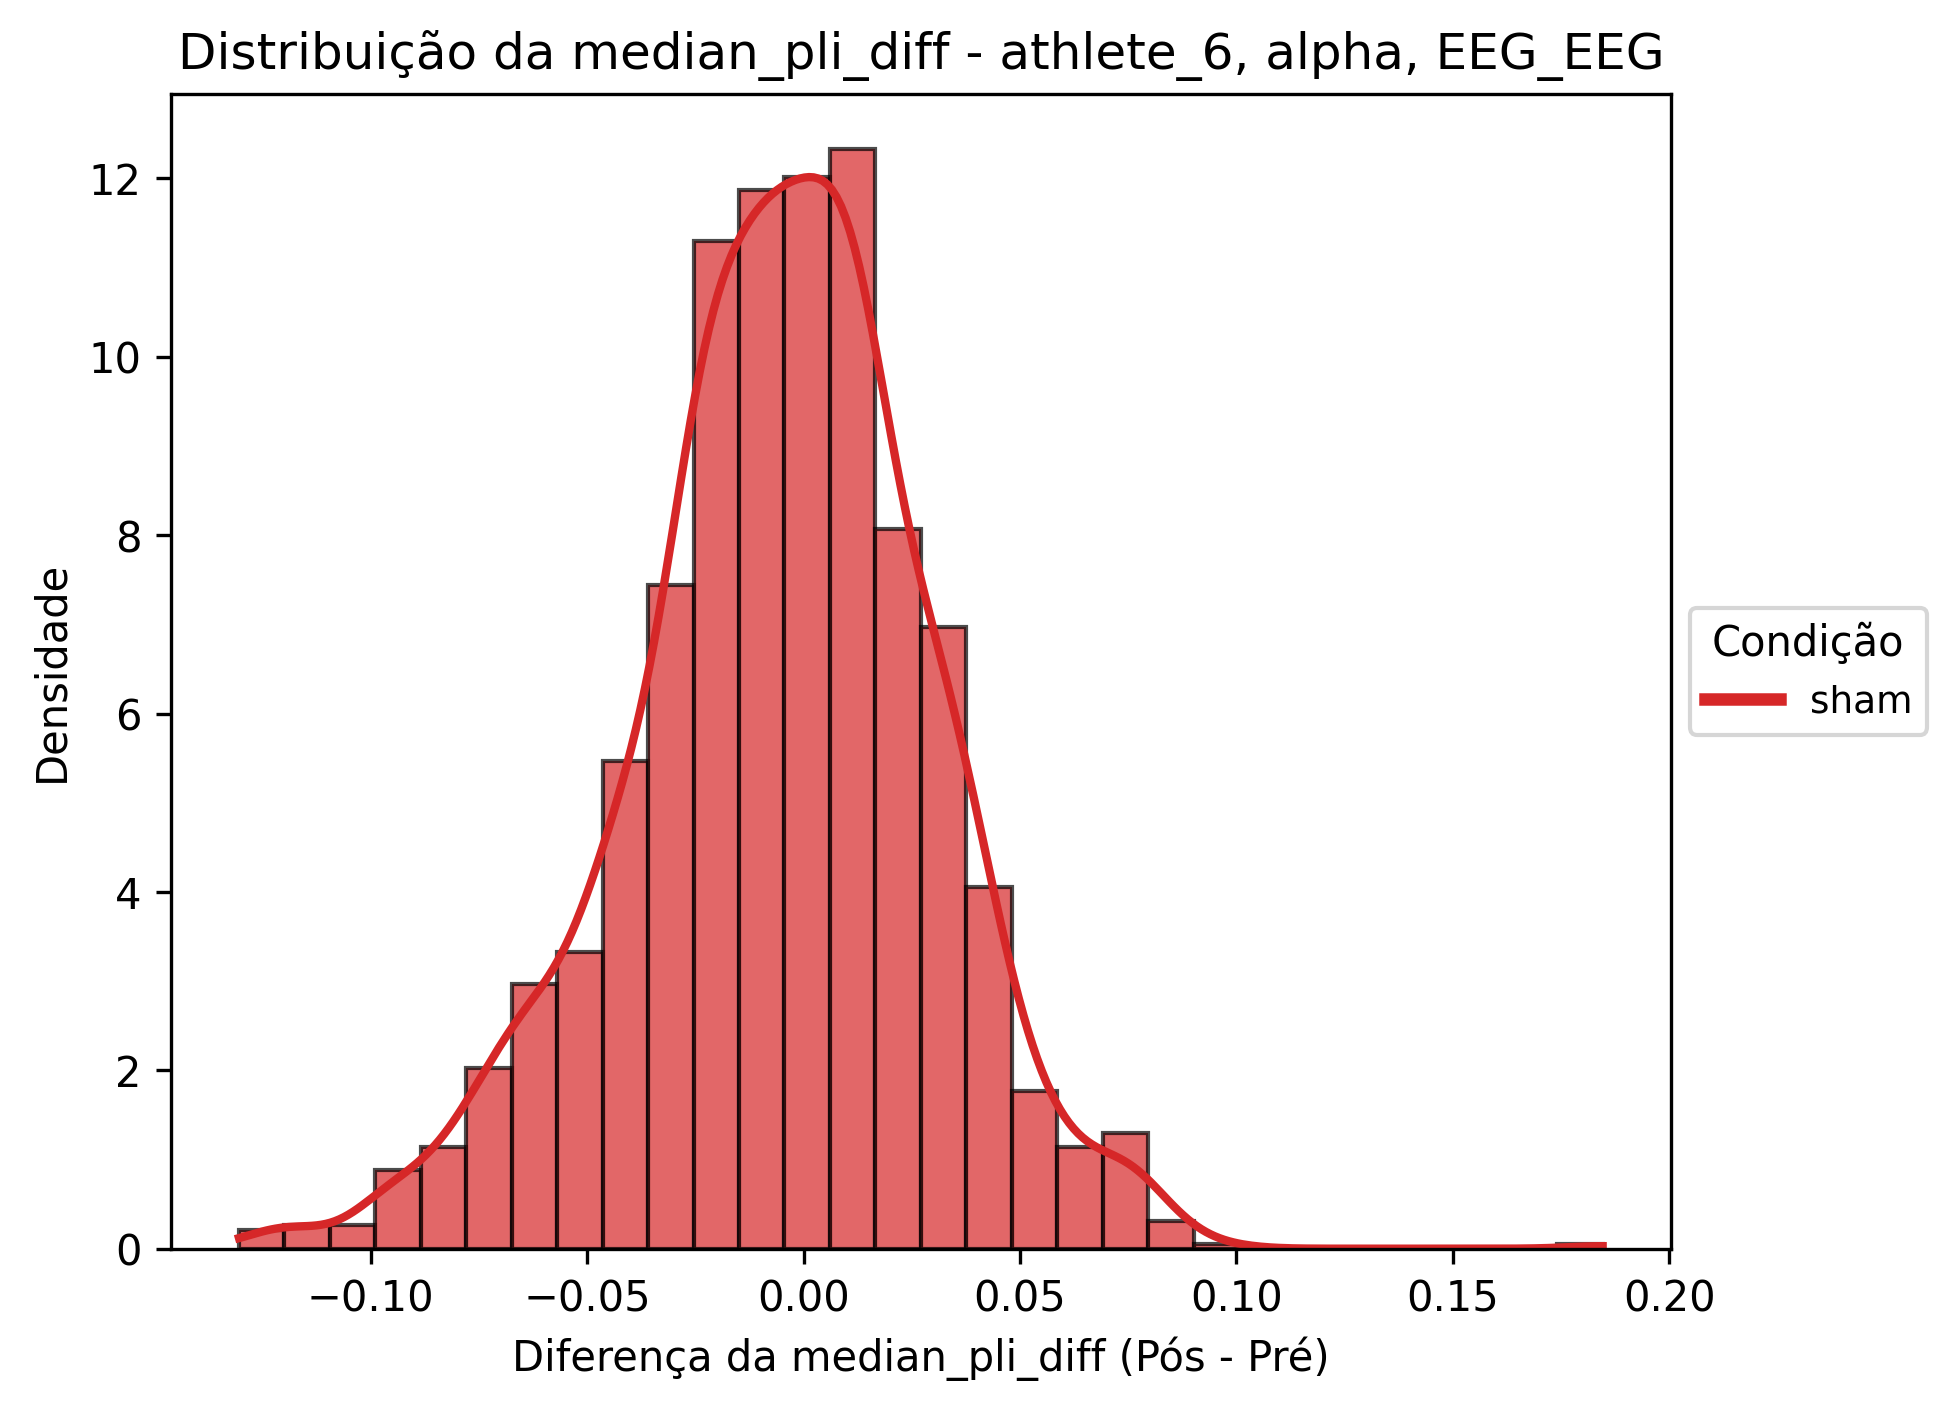 Distribuição da median_pli_diff - athlete_6, alpha, EEG_EEG
Densidade
12
10
8
6
4
2
0
−0.10 −0.05 0.00 0.05 0.10 0.15 0.20
Diferença da median_pli_diff (Pós - Pré)
Condição
sham